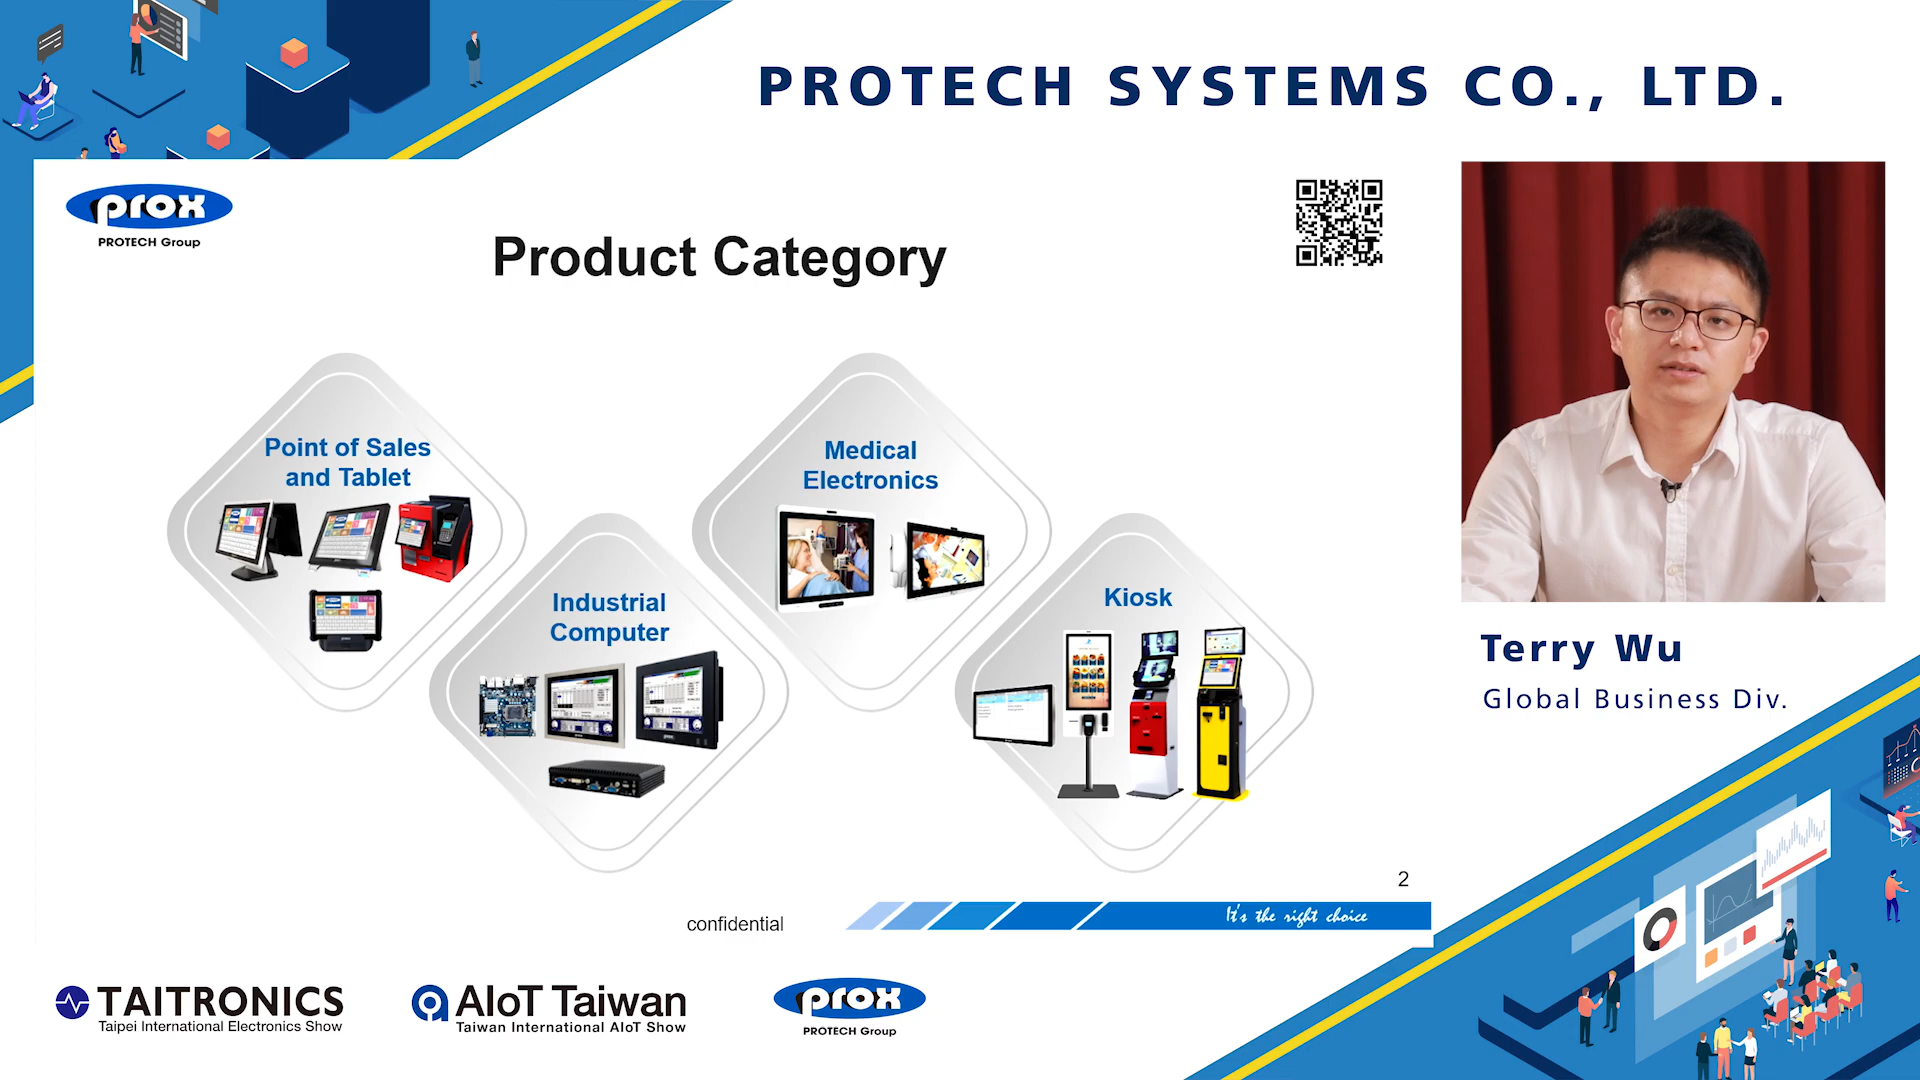 PROTECH SYSTEMS CO., LTD.
prox
PROTECH Group
Product Category
Point of Sales
and Tablet
Medical
Electronics
Industrial
Computer
Kiosk
Terry Wu
Global Business Div.
2
confidential
It's the right choice
TAITRONICS
Taipei International Electronics Show
AIoT Taiwan
Taiwan International AIoT Show
prox
PROTECH Group